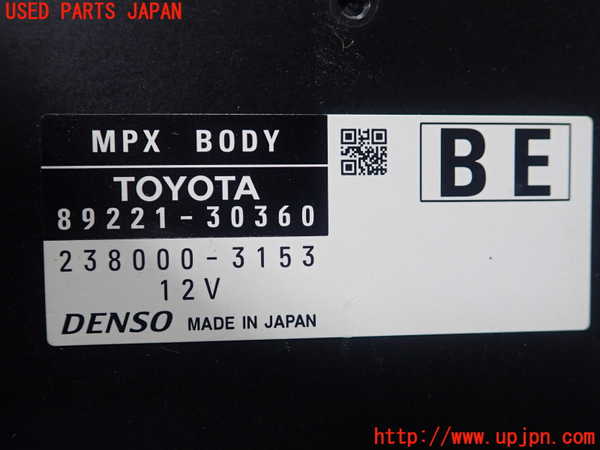 USED PARTS JAPAN
MPX BODY
TOYOTA
89221-30360
238000-3153
12V
DENSO MADE IN JAPAN
BE
http://www.upjpn.com/